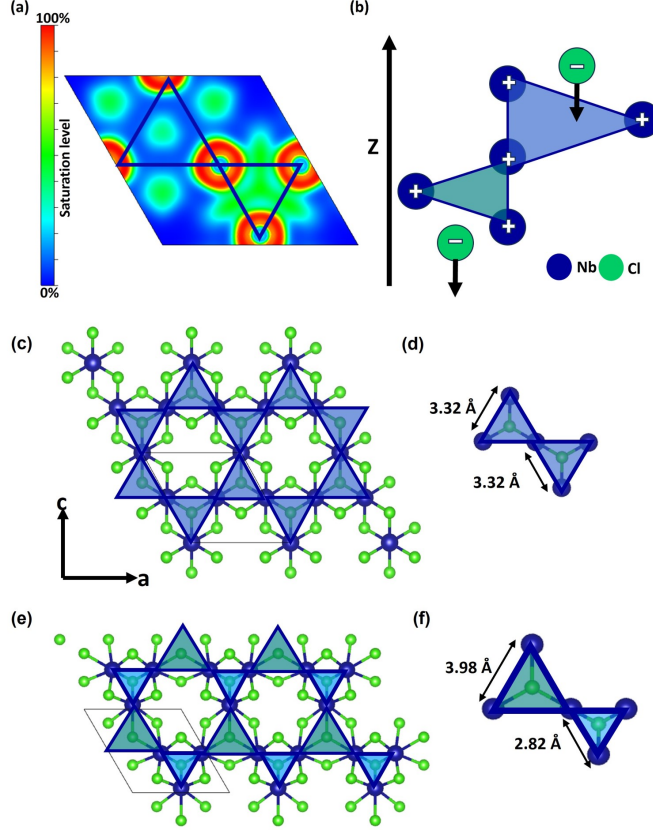 (a)
100%
Saturation level
0%
(b)
Z
+
−
+
+
+
+
−
Nb
Cl
(c)
c
a
(d)
3.32 Å
3.32 Å
(e)
(f)
3.98 Å
2.82 Å